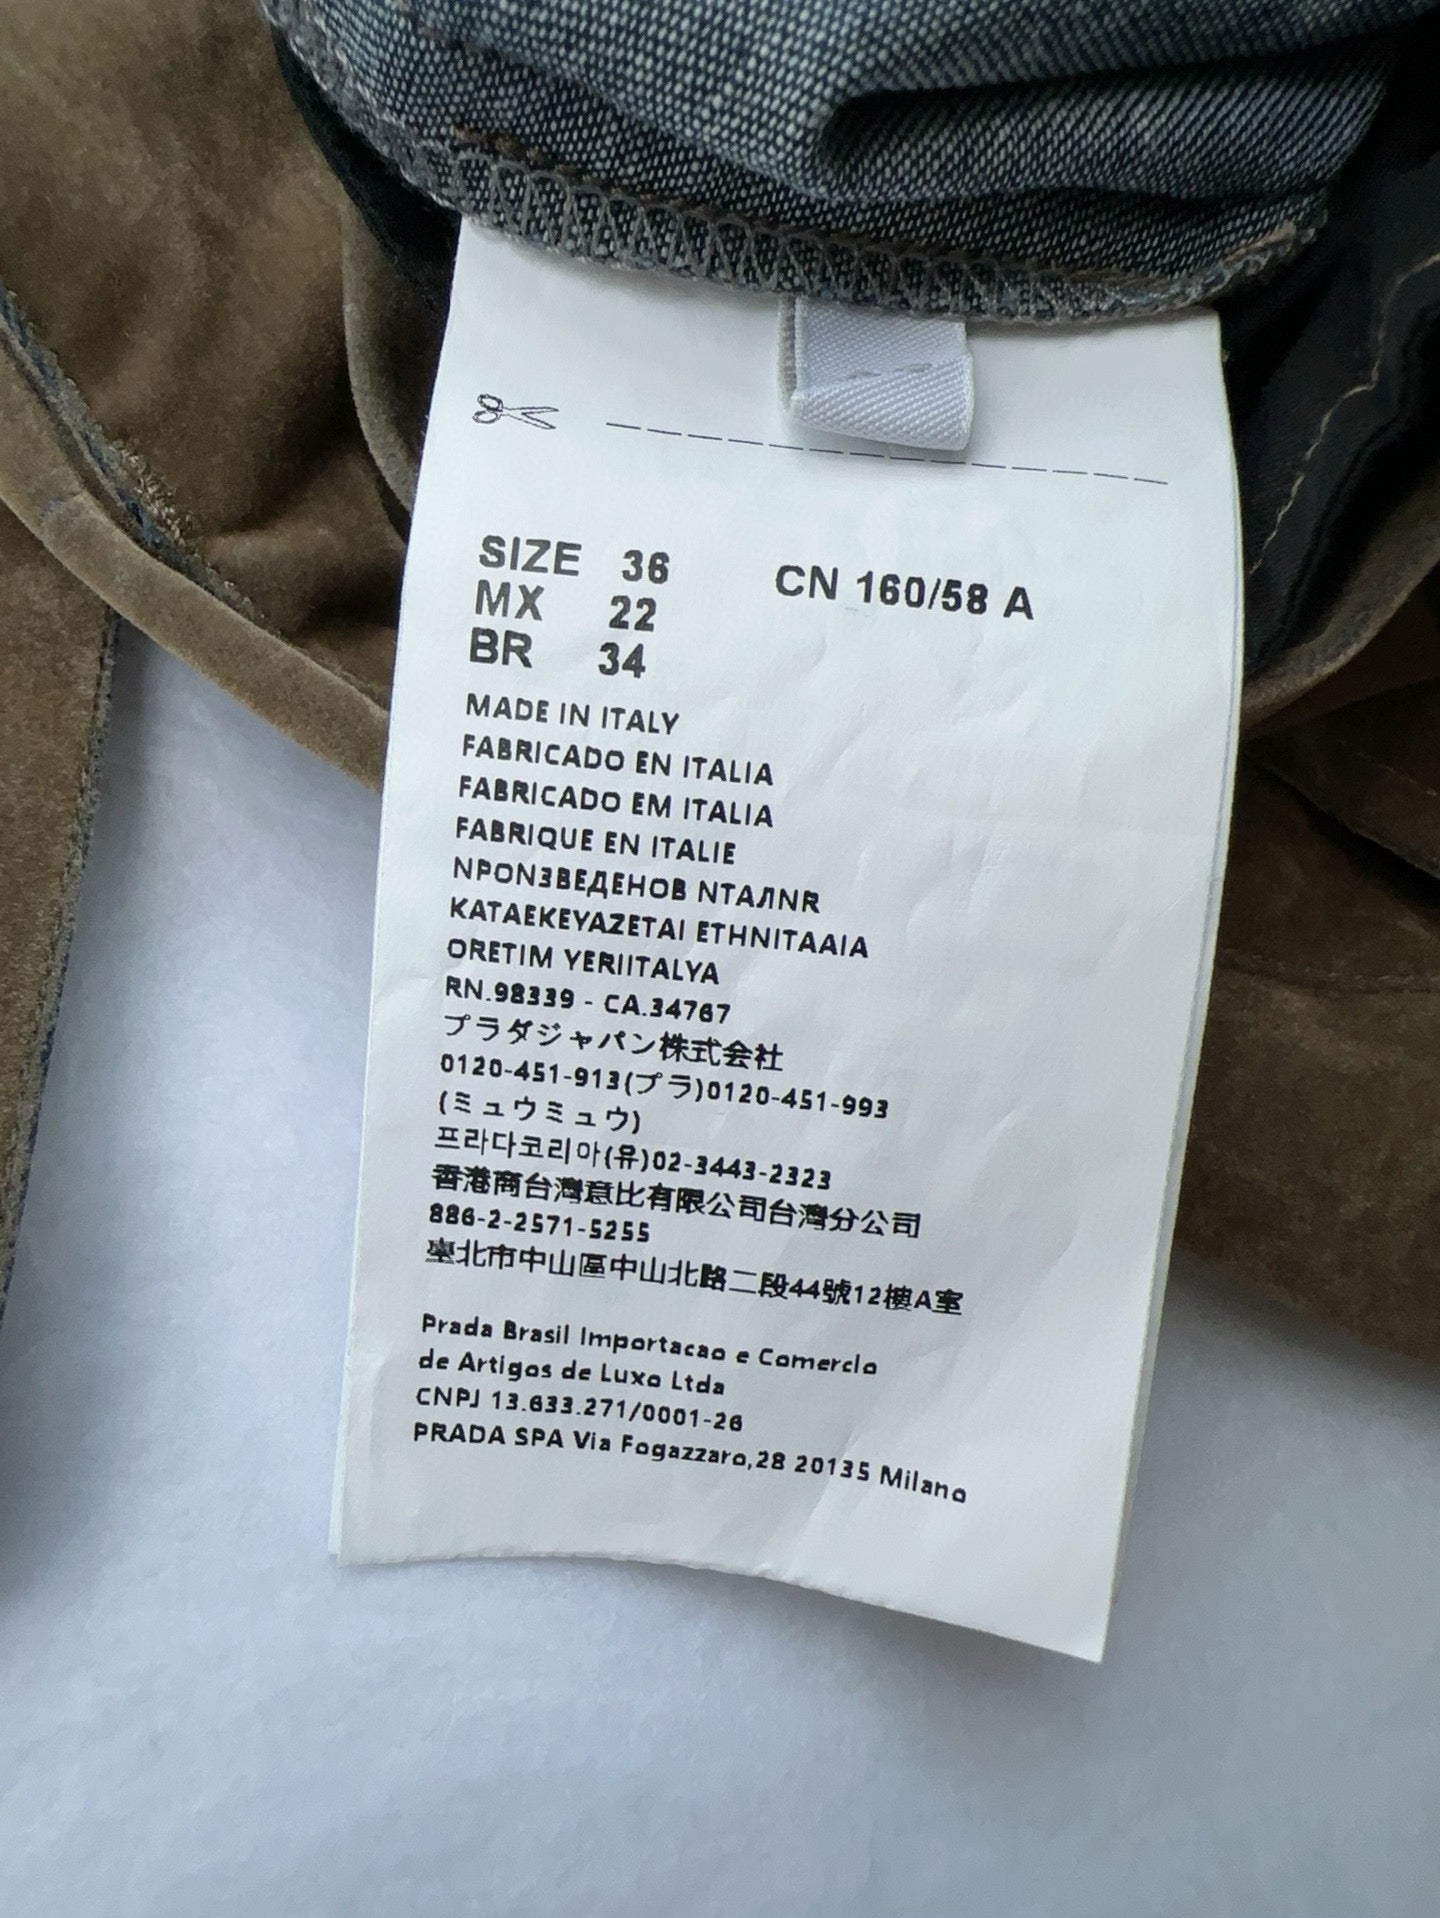 SIZE 36 CN 160/58 A
MX 22
BR 34
MADE IN ITALY
FABRICADO EN ITALIA
FABRICADO EM ITALIA
FABRIQUE EN ITALIE
NPONЗBEДEHOB NTAЛNR
KATAEKEYAZETAI ETHNITAAIA
ORETIM YERIITALYA
RN.98339 - CA.34767
プラダジャパン株式会社
0120-451-913(プラ)0120-451-993
(ミュウミュウ)
프라다코리아(유)02-3443-2323
香港商台灣意比有限公司台灣分公司
886-2-2571-5255
臺北市中山區中山北路二段44號12樓A室
Prada Brasil Importacao e Comerclo
de Artigos de Luxo Ltda
CNPJ 13.633.271/0001-26
PRADA SPA Via Fogazzaro,28 20135 Milano